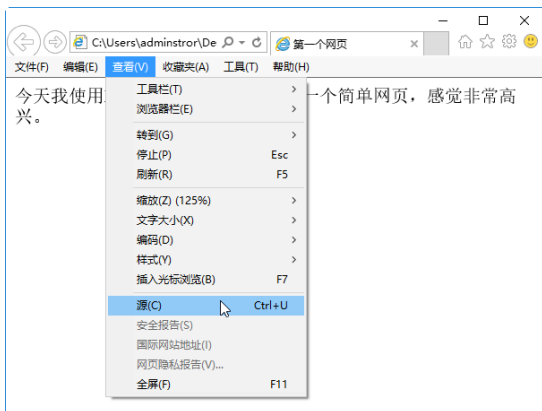 C:\Users\adminstror\De
第一个网页
文件(F) 编辑(E) 查看(V) 收藏夹(A) 工具(T) 帮助(H)
今天我使用
一个简单网页，感觉非常高
兴。
工具栏(T)
浏览器栏(E)
转到(G)
停止(P) Esc
刷新(R) F5
缩放(Z) (125%)
文字大小(X)
编码(D)
样式(Y)
插入光标浏览(B) F7
源(C) Ctrl+U
安全报告(S)
国际网站地址(I)
网页隐私报告(V)...
全屏(F) F11